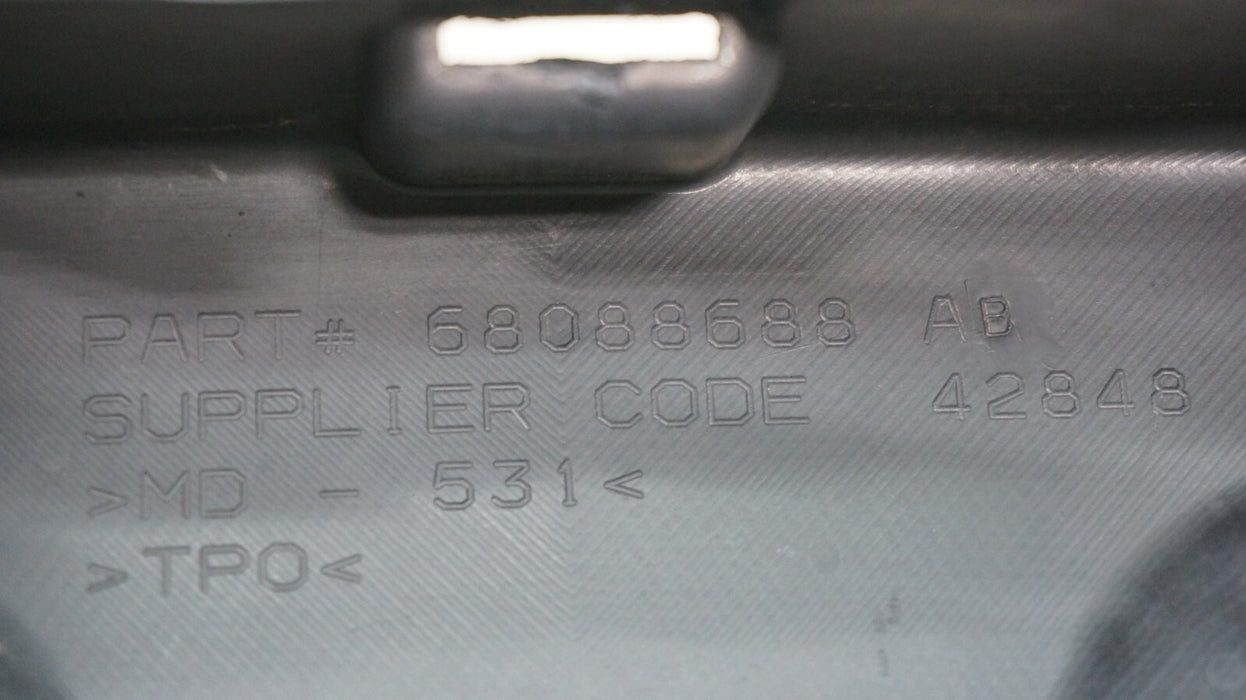 PART# 68088688 AB
SUPPLIER CODE 42848
>MD - 531<
>TPO<